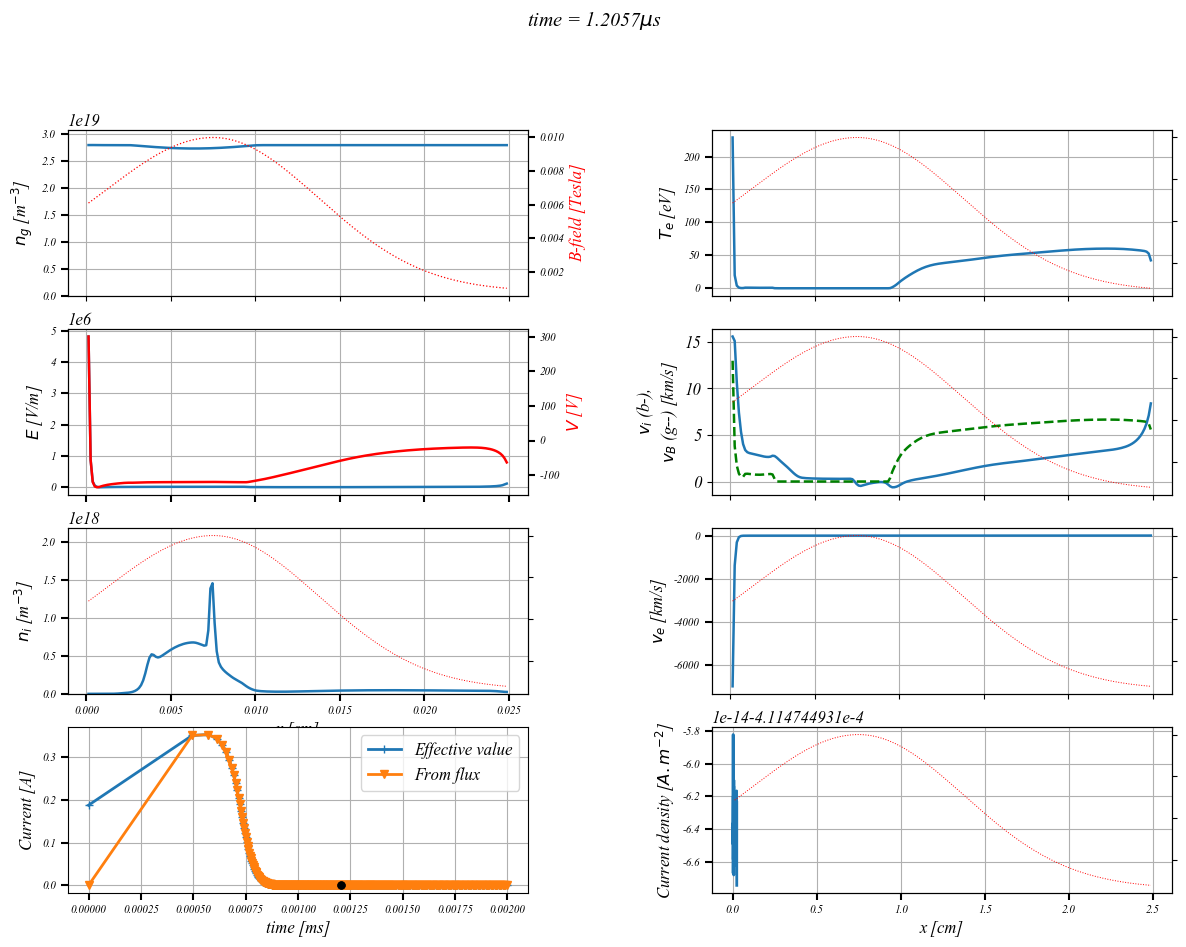 time = 1.2057μs
1e19
3.0
2.5
2.0
1.5
1.0
0.5
0.0
n_g [m^{-3}]
0.010
0.008
0.006
0.004
0.002
B-field [Tesla]
200
150
100
50
0
T_e [eV]
1e6
5
4
3
2
1
0
E [V/m]
300
200
100
0
-100
V [V]
15
10
5
0
v_i (b-),
v_B (g--) [km/s]
1e18
2.0
1.5
1.0
0.5
0.0
n_i [m^{-3}]
0.000 0.005 0.010 0.015 0.020 0.025
0
-2000
-4000
-6000
v_e [km/s]
0.3
0.2
0.1
0.0
Current [A]
Effective value
From flux
0.00000 0.00025 0.00050 0.00075 0.00100 0.00125 0.00150 0.00175 0.00200
time [ms]
1e-14-4.114744931e-4
-5.8
-6.0
-6.2
-6.4
-6.6
Current density [A.m^{-2}]
0.0 0.5 1.0 1.5 2.0 2.5
x [cm]